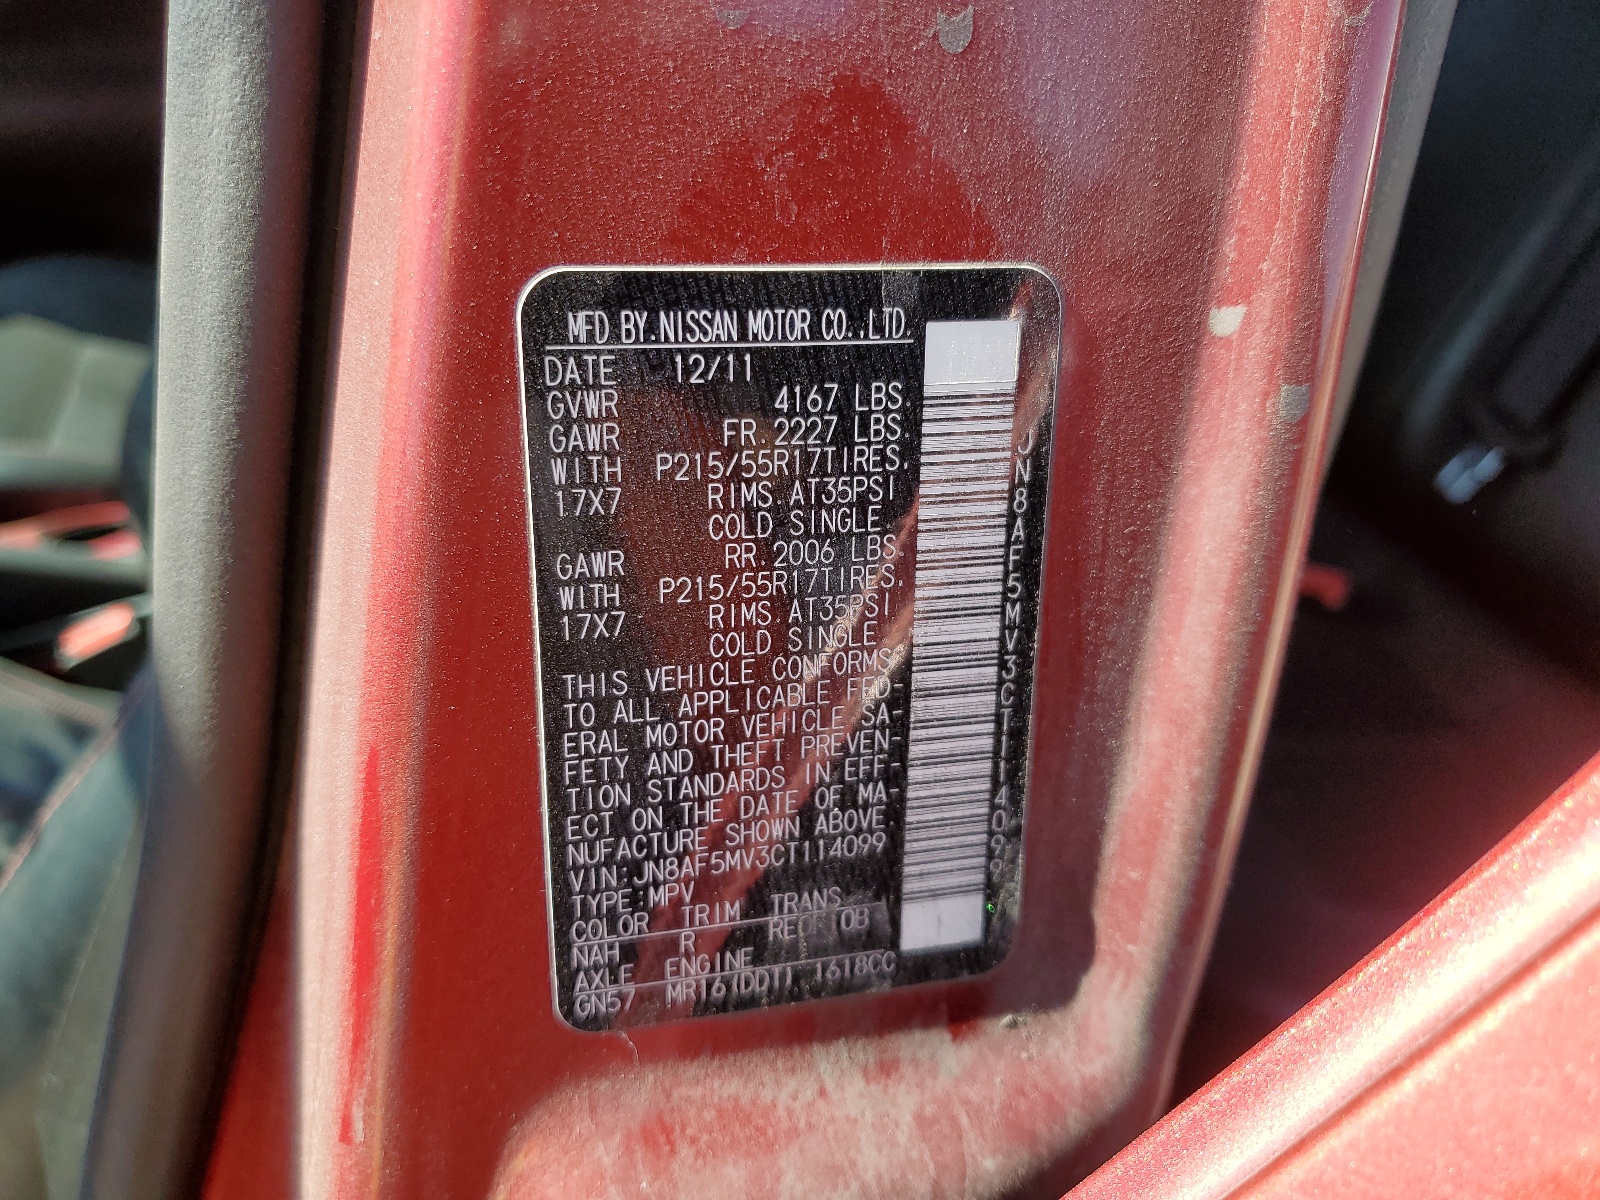 MFD BY.NISSAN MOTOR CO.,LTD.
DATE 12/11
GVWR 4167 LBS.
GAWR FR.2227 LBS.
WITH P215/55R17TIRES.
17X7 RIMS.AT35PSI
COLD SINGLE
GAWR RR.2006 LBS.
WITH P215/55R17TIRES.
17X7 RIMS.AT35PSI
COLD SINGLE
THIS VEHICLE CONFORMS
TO ALL APPLICABLE FED-
ERAL MOTOR VEHICLE SA-
FETY AND THEFT PREVEN-
TION STANDARDS IN EFF-
ECT ON THE DATE OF MA-
NUFACTURE SHOWN ABOVE.
VIN:JN8AF5MV3CT114099
TYPE:MPV
COLOR TRIM TRANS
NAH R
AXLE ENGINE
GN57 MR16(DDT) 1618CC
JN8AF5MV3CT114099